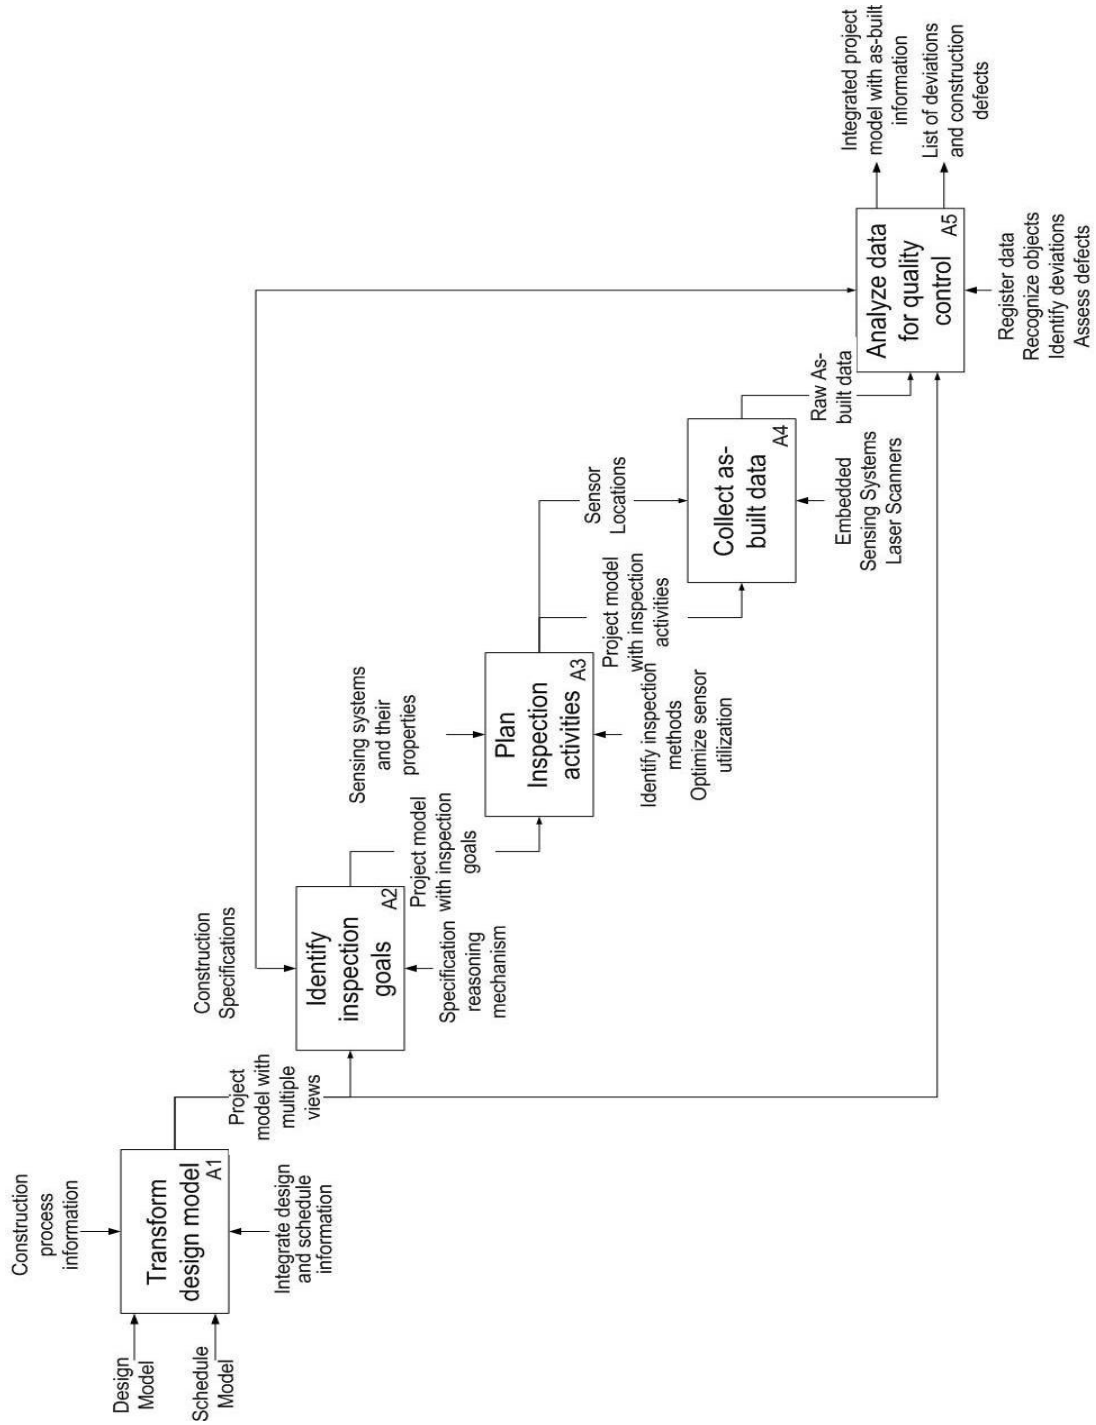 Design
Model
Schedule
Model
Construction
process
information
Transform
design model
A1
Integrate design
and schedule
information
Project
model with
multiple
views
Construction
Specifications
Identify
inspection
goals
A2
Specification
reasoning
mechanism
Project model
with inspection
goals
Sensing systems
and their
properties
Plan
Inspection
activities
A3
Identify inspection
methods
Optimize sensor
utilization
Project model
with inspection
activities
Sensor
Locations
Collect as-
built data
A4
Embedded
Sensing Systems
Laser Scanners
Raw As-
built data
Analyze data
for quality
control
A5
Register data
Recognize objects
Identify deviations
Assess defects
Integrated project
model with as-built
information
List of deviations
and construction
defects